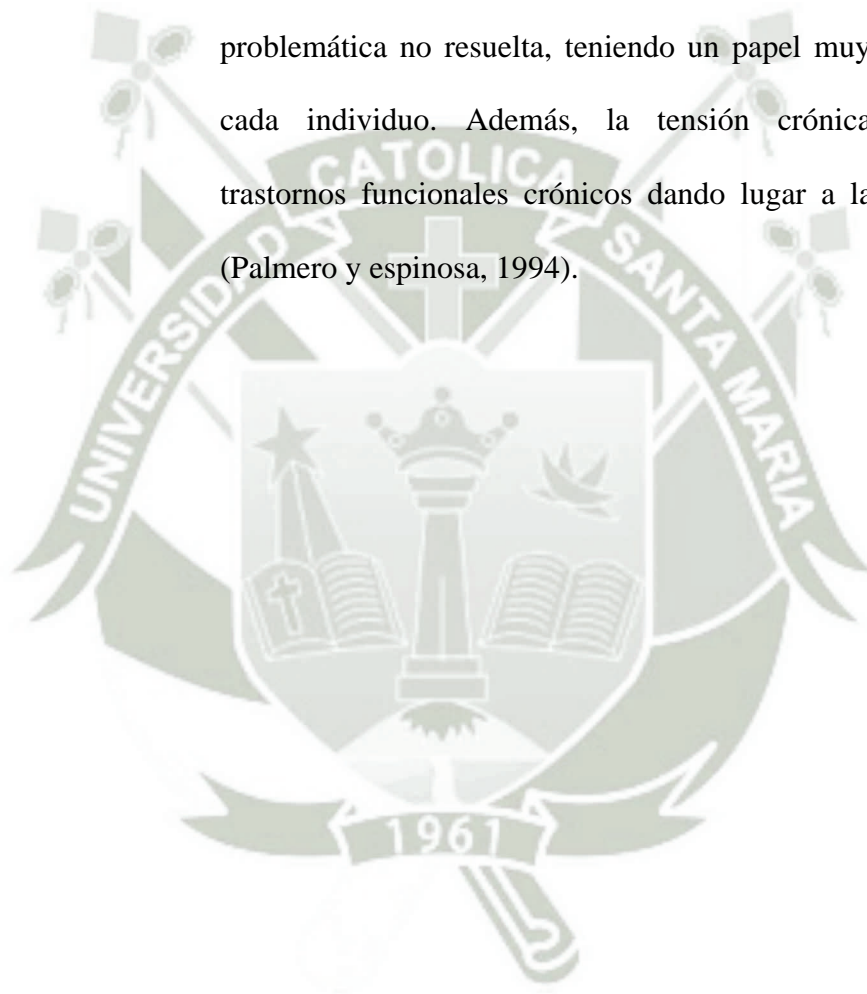 problemática no resuelta, teniendo un papel muy
cada individuo. Además, la tensión crónica
trastornos funcionales crónicos dando lugar a la
(Palmero y espinosa, 1994).
UNIVERSIDAD CATOLICA SANTA MARIA
1961